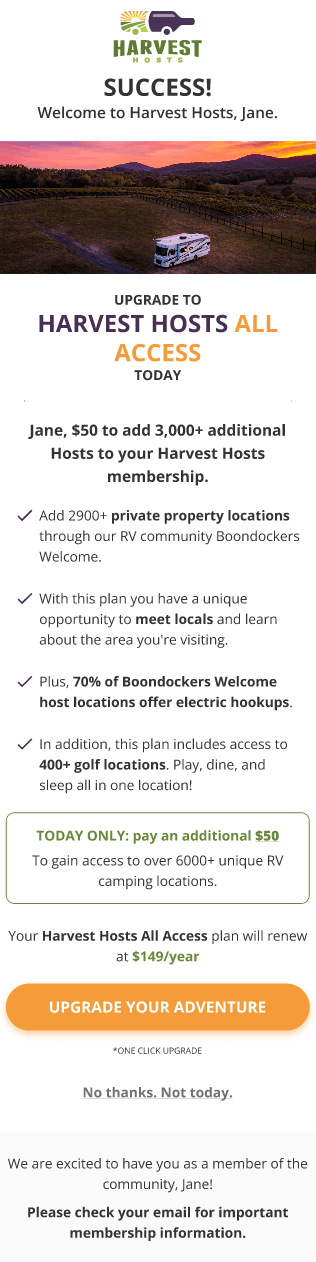 HARVEST
HOSTS
SUCCESS!
Welcome to Harvest Hosts, Jane.
UPGRADE TO
HARVEST HOSTS ALL
ACCESS
TODAY
Jane, $50 to add 3,000+ additional
Hosts to your Harvest Hosts
membership.
Add 2900+ private property locations
through our RV community Boondockers
Welcome.
With this plan you have a unique
opportunity to meet locals and learn
about the area you're visiting.
Plus, 70% of Boondockers Welcome
host locations offer electric hookups.
In addition, this plan includes access to
400+ golf locations. Play, dine, and
sleep all in one location!
TODAY ONLY: pay an additional $50
To gain access to over 6000+ unique RV
camping locations.
Your Harvest Hosts All Access plan will renew
at $149/year
UPGRADE YOUR ADVENTURE
*ONE CLICK UPGRADE
No thanks. Not today.
We are excited to have you as a member of the
community, Jane!
Please check your email for important
membership information.